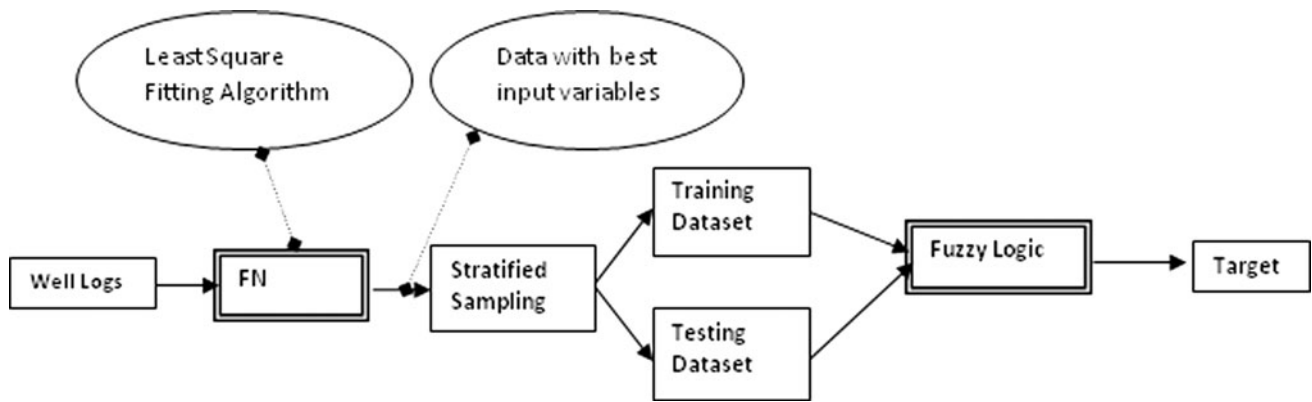 Least Square
Fitting Algorithm
Data with best
input variables
Well Logs
FN
Stratified
Sampling
Training
Dataset
Testing
Dataset
Fuzzy Logic
Target